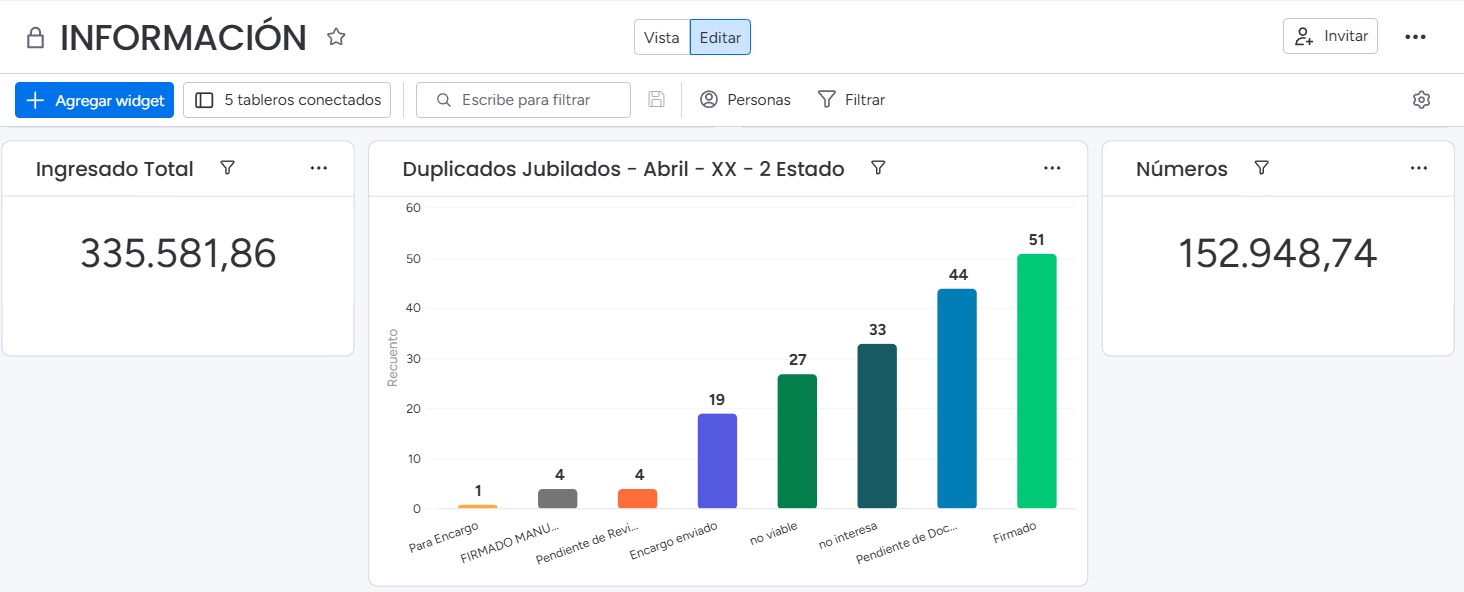 INFORMACIÓN
Vista Editar
Invitar
Agregar widget
5 tableros conectados
Escribe para filtrar
Personas
Filtrar
Ingresado Total
335.581,86
Duplicados Jubilados - Abril - XX - 2 Estado
Recuento
60
50
40
30
20
10
0
1
4
4
19
27
33
44
51
Para Encargo
FIRMADO MANU...
Pendiente de Revi...
Encargo enviado
no viable
no interesa
Pendiente de Doc...
Firmado
Números
152.948,74